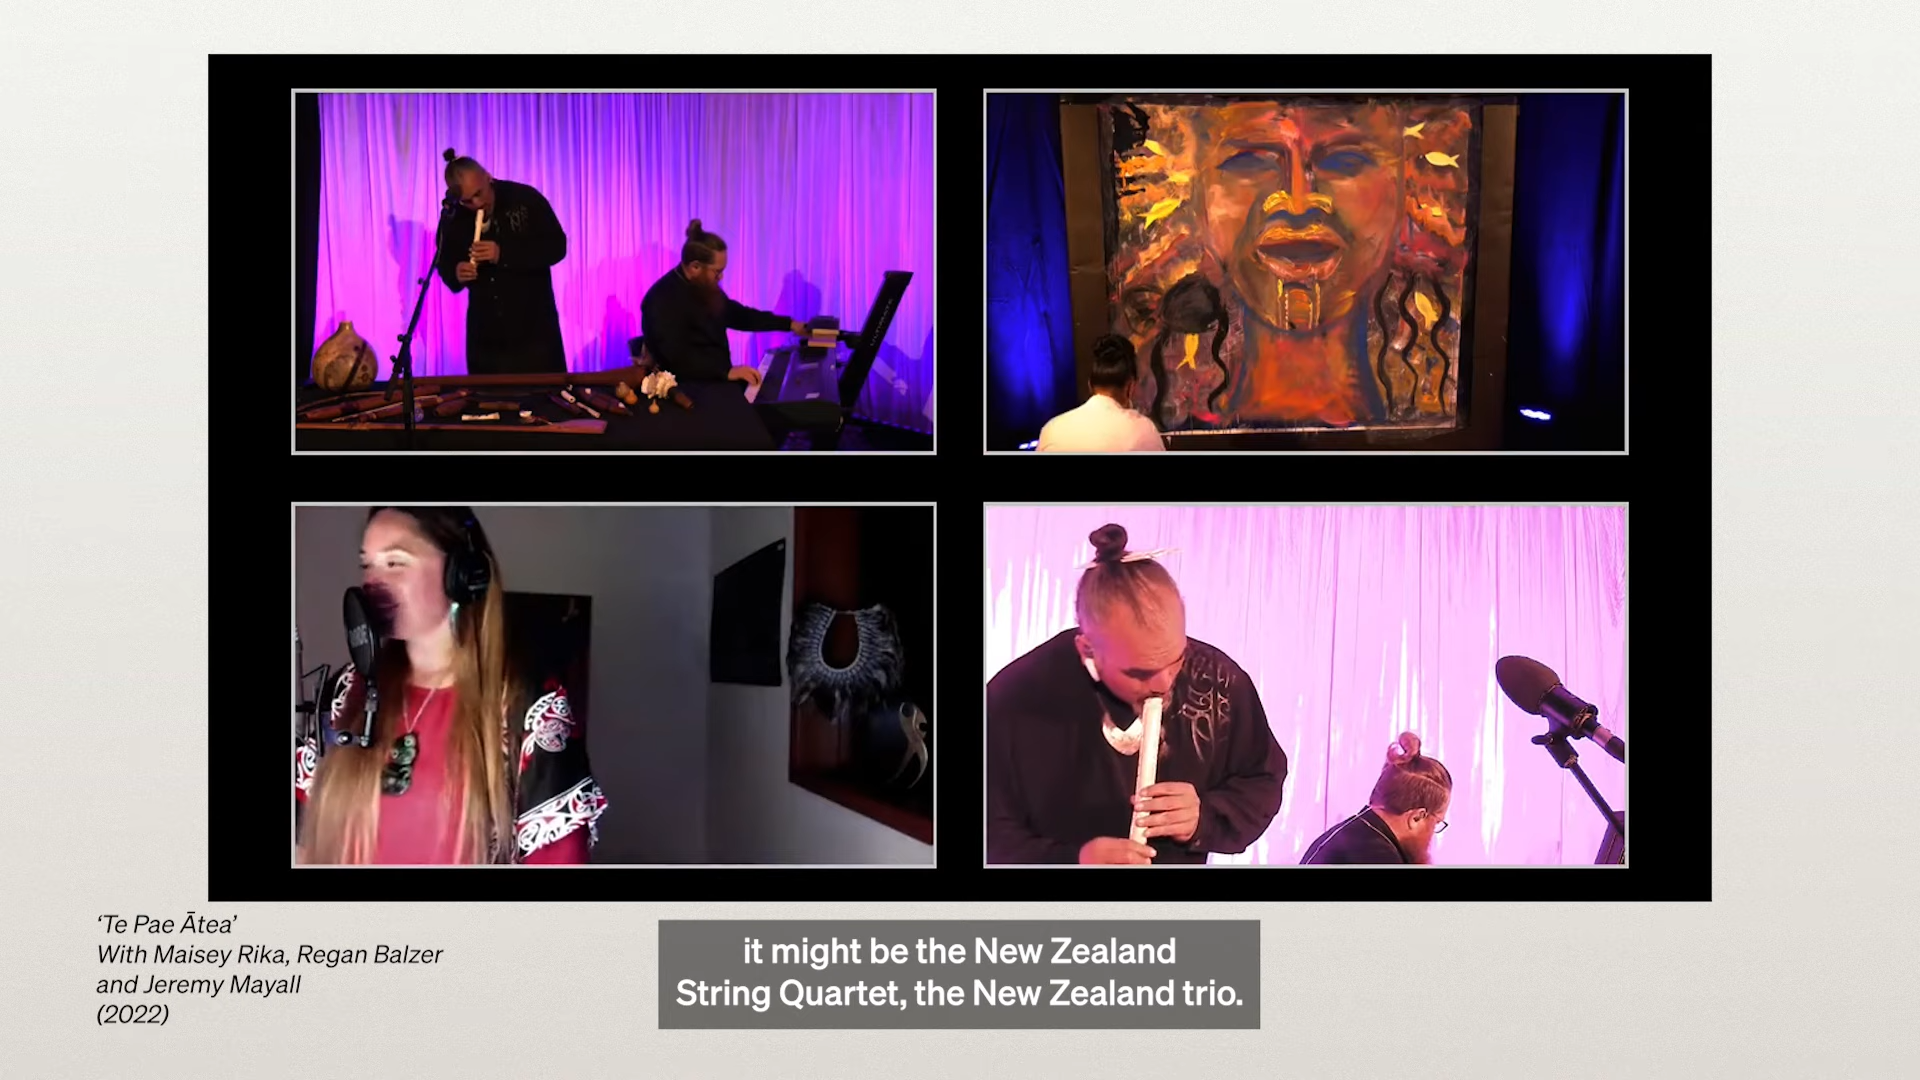 ULTIMATE
‘Te Pae Ātea’
With Maisey Rika, Regan Balzer
and Jeremy Mayall
(2022)
it might be the New Zealand
String Quartet, the New Zealand trio.